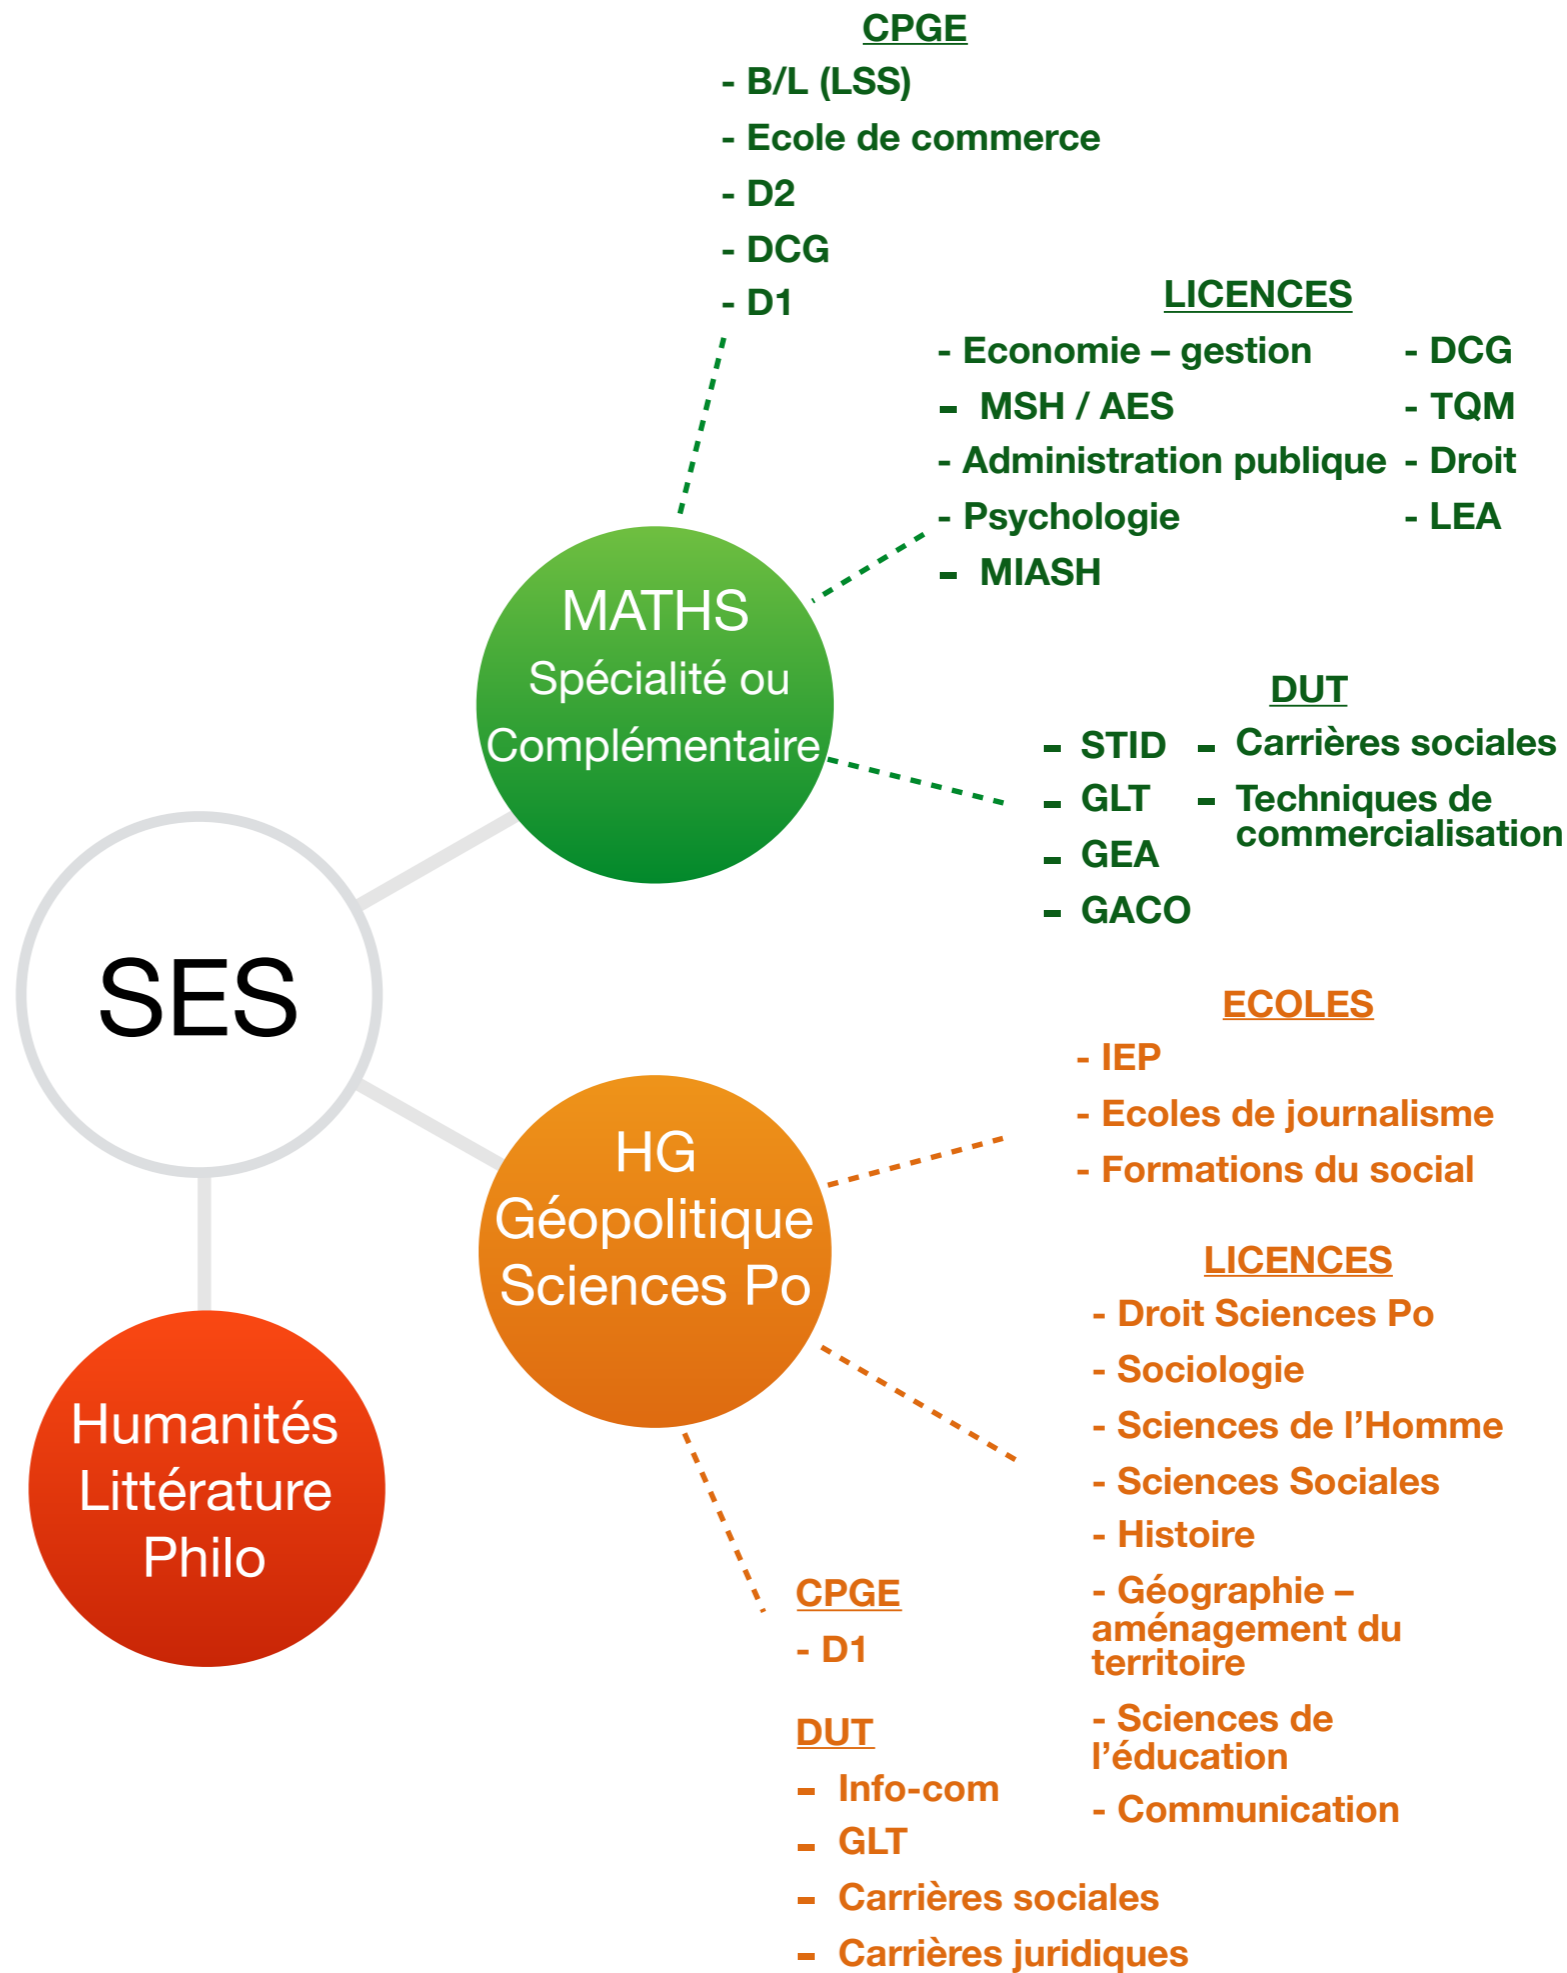 CPGE
- B/L (LSS)
- Ecole de commerce
- D2
- DCG
- D1
LICENCES
- Economie – gestion
- MSH / AES
- Administration publique
- Psychologie
- MIASH
- DCG
- TQM
- Droit
- LEA
MATHS
Spécialité ou
Complémentaire
DUT
- STID
- GLT
- GEA
- GACO
- Carrières sociales
- Techniques de
commercialisation
SES
ECOLES
- IEP
- Ecoles de journalisme
- Formations du social
HG
Géopolitique
Sciences Po
LICENCES
- Droit Sciences Po
- Sociologie
- Sciences de l’Homme
- Sciences Sociales
- Histoire
- Géographie –
aménagement du
territoire
- Sciences de
l’éducation
- Communication
Humanités
Littérature
Philo
CPGE
- D1
DUT
- Info-com
- GLT
- Carrières sociales
- Carrières juridiques